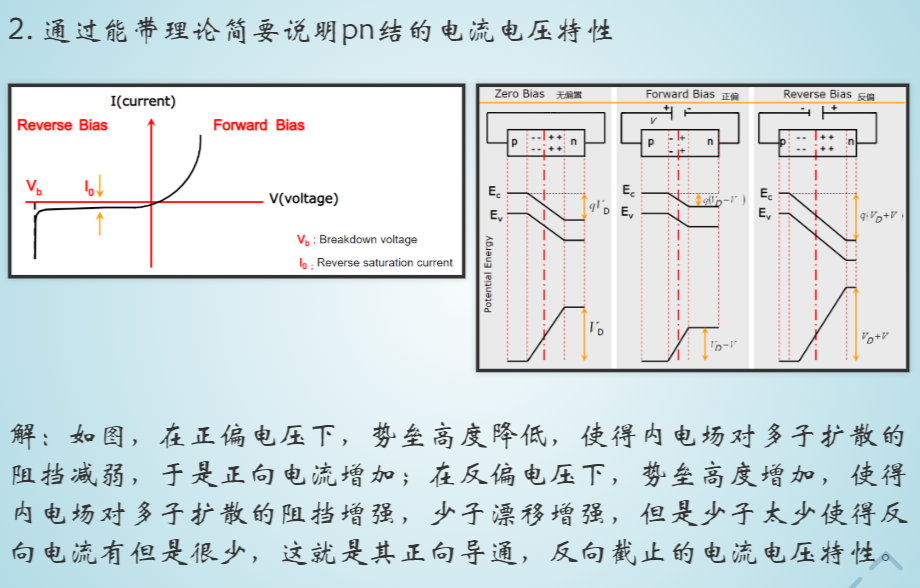 2. 通过能带理论简要说明pn结的电流电压特性
I(current)
Reverse Bias
Forward Bias
Vb
I0
V(voltage)
Vb ; Breakdown voltage
I0 ; Reverse saturation current
Zero Bias 无偏置
Forward Bias 正偏
Reverse Bias 反偏
+ -
V
- +
p -- ++ n
-- ++
p - + n
- +
p -- ++ n
-- ++
Ec
Ev
qVD
Ec
Ev
q(VD-V)
Ec
Ev
q(VD+V)
Potential Energy
VD
VD-V
VD+V
解：如图，在正偏电压下，势垒高度降低，使得内电场对多子扩散的
阻挡减弱，于是正向电流增加；在反偏电压下，势垒高度增加，使得
内电场对多子扩散的阻挡增强，少子漂移增强，但是少子太少使得反
向电流有但是很少，这就是其正向导通，反向截止的电流电压特性。